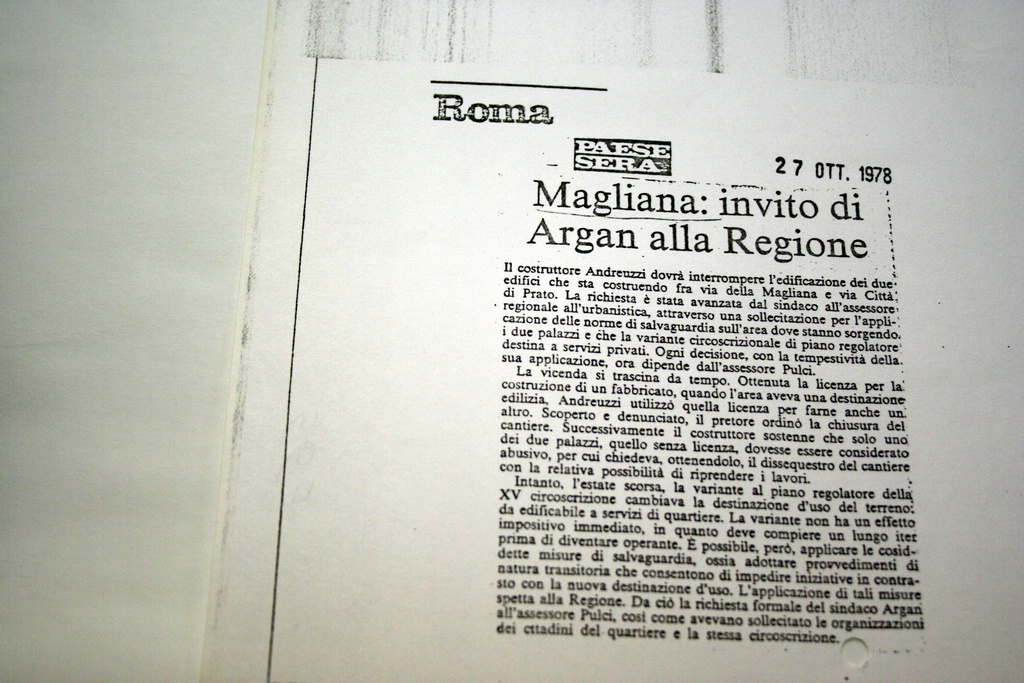 Roma
PAESE
SERA
27 OTT. 1978
Magliana: invito di
Argan alla Regione
Il costruttore Andreuzzi dovrà interrompere l'edificazione dei due
edifici che sta costruendo fra via della Magliana e via Città
di Prato. La richiesta è stata avanzata dal sindaco all'assessore
regionale all'urbanistica, attraverso una sollecitazione per l'appli-
cazione delle norme di salvaguardia sull'area dove stanno sorgendo
i due palazzi e che la variante circoscrizionale di piano regolatore
destina a servizi privati. Ogni decisione, con la tempestività della
sua applicazione, ora dipende dall'assessore Pulci.
La vicenda si trascina da tempo. Ottenuta la licenza per la
costruzione di un fabbricato, quando l'area aveva una destinazione
edilizia, Andreuzzi utilizzò quella licenza per farne anche un
altro. Scoperto e denunciato, il pretore ordinò la chiusura del
cantiere. Successivamente il costruttore sostenne che solo uno
dei due palazzi, quello senza licenza, dovesse essere considerato
abusivo, per cui chiedeva, ottenendolo, il dissequestro del cantiere
con la relativa possibilità di riprendere i lavori.
Intanto, l'estate scorsa, la variante al piano regolatore della
XV circoscrizione cambiava la destinazione d'uso del terreno:
da edificabile a servizi di quartiere. La variante non ha un effetto
impositivo immediato, in quanto deve compiere un lungo iter
prima di diventare operante. È possibile, però, applicare le cosid-
dette misure di salvaguardia, ossia adottare provvedimenti di
natura transitoria che consentono di impedire iniziative in contra-
sto con la nuova destinazione d'uso. L'applicazione di tali misure
spetta alla Regione. Da ciò la richiesta formale del sindaco Argan
all'assessore Pulci, così come avevano sollecitato le organizzazioni
dei cittadini del quartiere e la stessa circoscrizione.